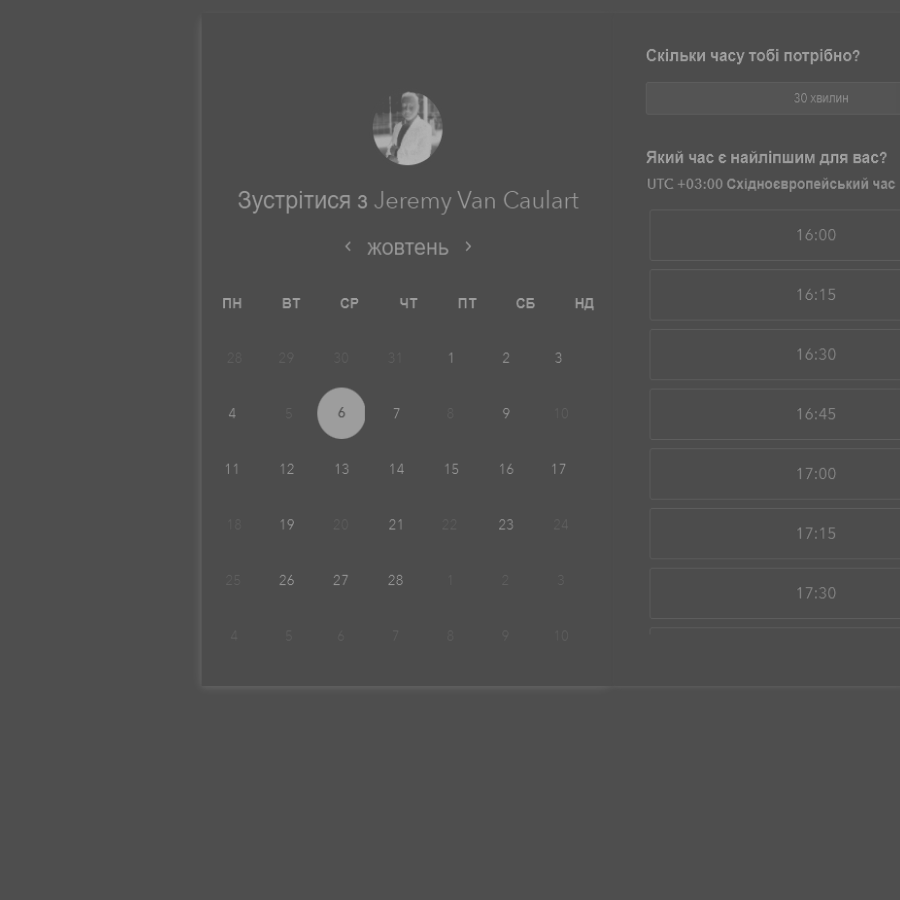 Зустрітися з Jeremy Van Caulart
‹ жовтень ›
ПН ВТ СР ЧТ ПТ СБ НД
28 29 30 31 1 2 3
4 5 6 7 8 9 10
11 12 13 14 15 16 17
18 19 20 21 22 23 24
25 26 27 28 1 2 3
4 5 6 7 8 9 10
Скільки часу тобі потрібно?
30 хвилин
Який час є найліпшим для вас?
UTC +03:00 Східноєвропейський час
16:00
16:15
16:30
16:45
17:00
17:15
17:30